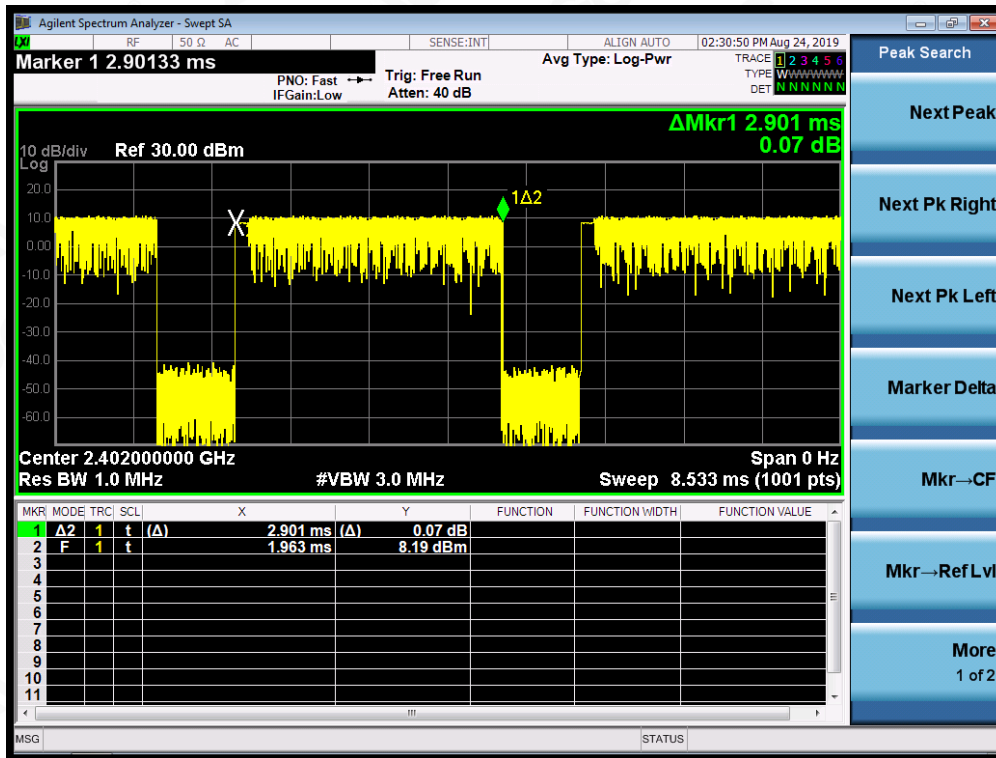 Agilent Spectrum Analyzer - Swept SA
LXI RF 50 Ω AC SENSE:INT ALIGN AUTO 02:30:50 PM Aug 24, 2019
Marker 1 2.90133 ms
PNO: Fast
IFGain:Low
Trig: Free Run
Atten: 40 dB
Avg Type: Log-Pwr
TRACE 1 2 3 4 5 6
TYPE WWWWWW
DET N N N N N N
Peak Search
Next Peak
Next Pk Right
Next Pk Left
Marker Delta
Mkr→CF
Mkr→Ref Lvl
More
1 of 2
ΔMkr1 2.901 ms
0.07 dB
10 dB/div Ref 30.00 dBm
Log
20.0
10.0
0.00
-10.0
-20.0
-30.0
-40.0
-50.0
-60.0
X
1Δ2
Center 2.402000000 GHz Span 0 Hz
Res BW 1.0 MHz #VBW 3.0 MHz Sweep 8.533 ms (1001 pts)
MKR MODE TRC SCL X Y FUNCTION FUNCTION WIDTH FUNCTION VALUE
1 Δ2 1 t (Δ) 2.901 ms (Δ) 0.07 dB
2 F 1 t 1.963 ms 8.19 dBm
3
4
5
6
7
8
9
10
11
MSG STATUS